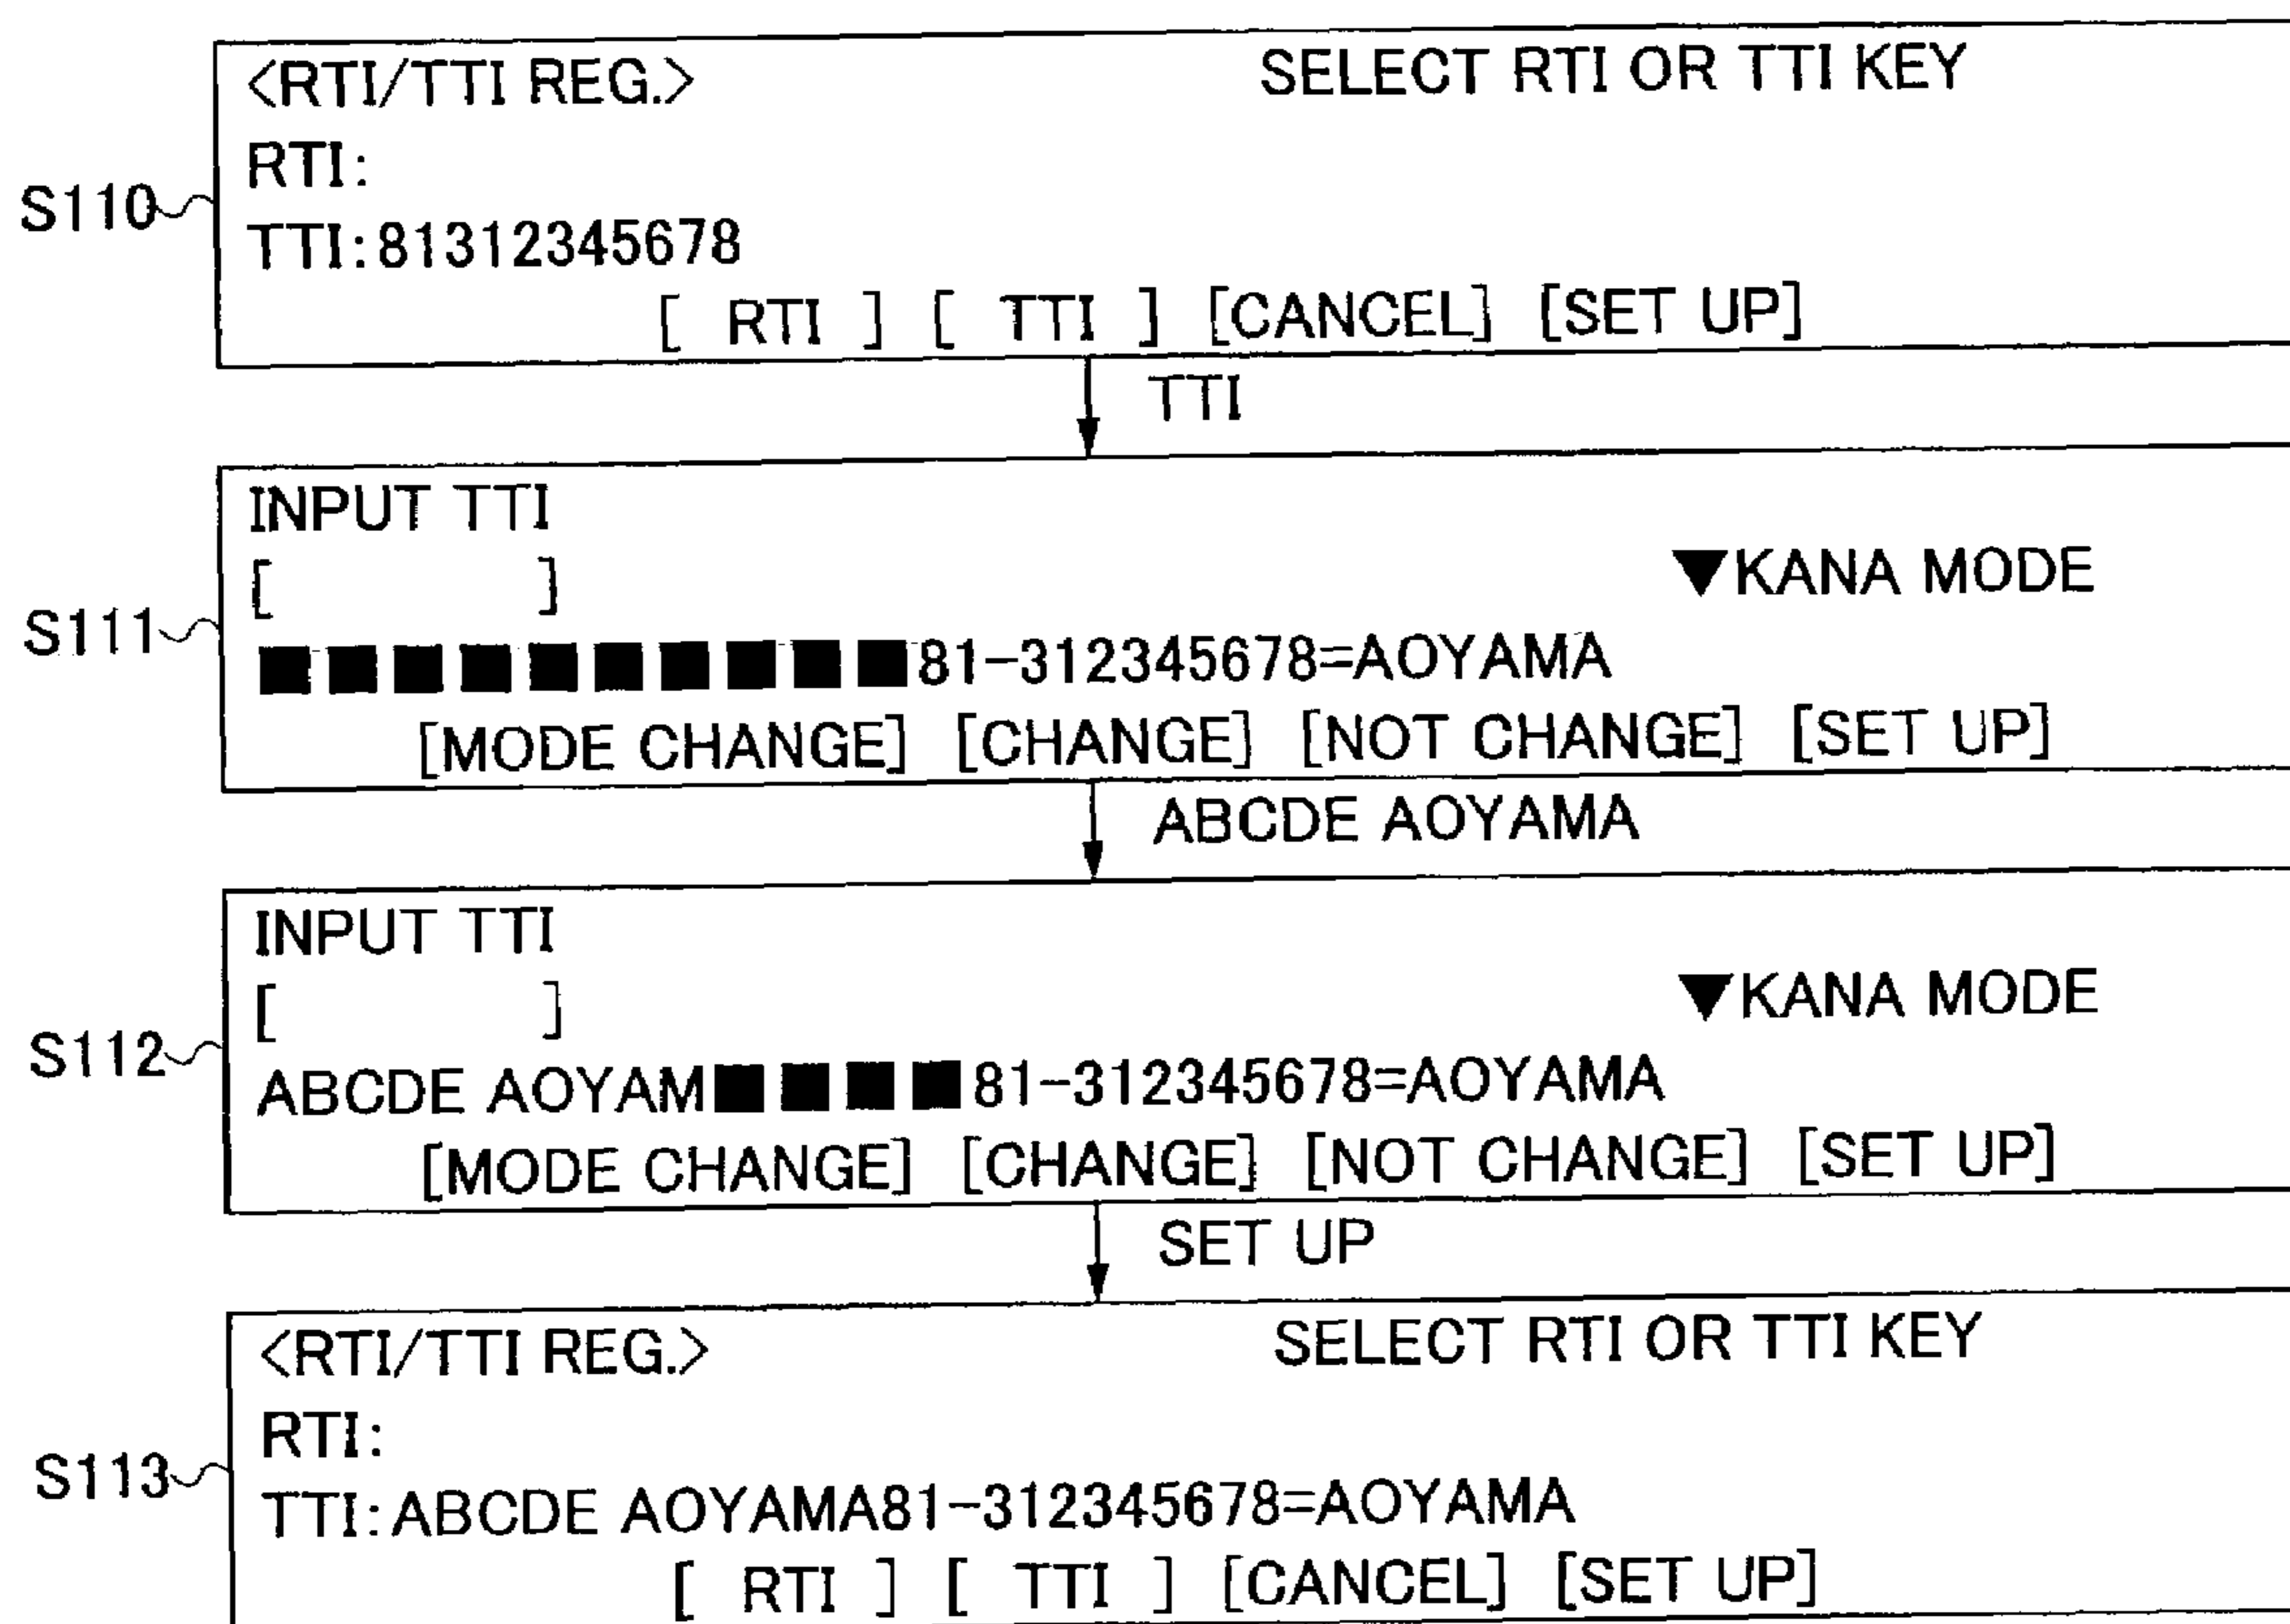 <RTI/TTI REG.> SELECT RTI OR TTI KEY
RTI:
S110
TTI:81312345678
[ RTI ] [ TTI ] [CANCEL] [SET UP]
TTI
INPUT TTI
[ ] ▼KANA MODE
S111
■■■■■■■■■■81-312345678=AOYAMA
[MODE CHANGE] [CHANGE] [NOT CHANGE] [SET UP]
ABCDE AOYAMA
INPUT TTI
[ ] ▼KANA MODE
S112
ABCDE AOYAM■■■■81-312345678=AOYAMA
[MODE CHANGE] [CHANGE] [NOT CHANGE] [SET UP]
SET UP
<RTI/TTI REG.> SELECT RTI OR TTI KEY
RTI:
S113
TTI:ABCDE AOYAMA81-312345678=AOYAMA
[ RTI ] [ TTI ] [CANCEL] [SET UP]